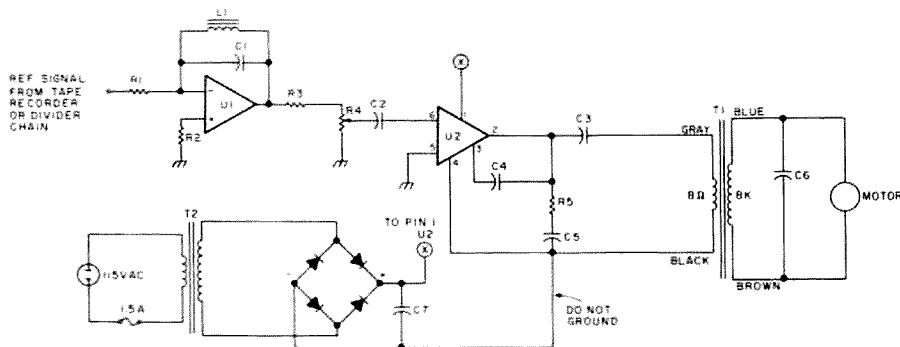 L1
C1
REF SIGNAL
FROM TAPE
RECORDER
OR DIVIDER
CHAIN
R1
-
+
U1
R2
R3
R4
C2
X
1
6
5
U2
2
3
4
C4
C3
R5
C5
GRAY
BLACK
T1
BLUE
8Ω
8K
BROWN
C6
MOTOR
T2
115VAC
1.5A
-
+
TO PIN 1
U2
X
C7
DO NOT
GROUND